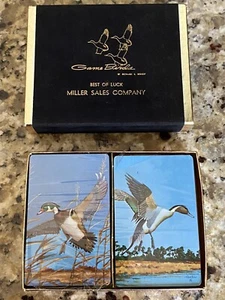 Game Birds
BEST OF LUCK
MILLER SALES COMPANY